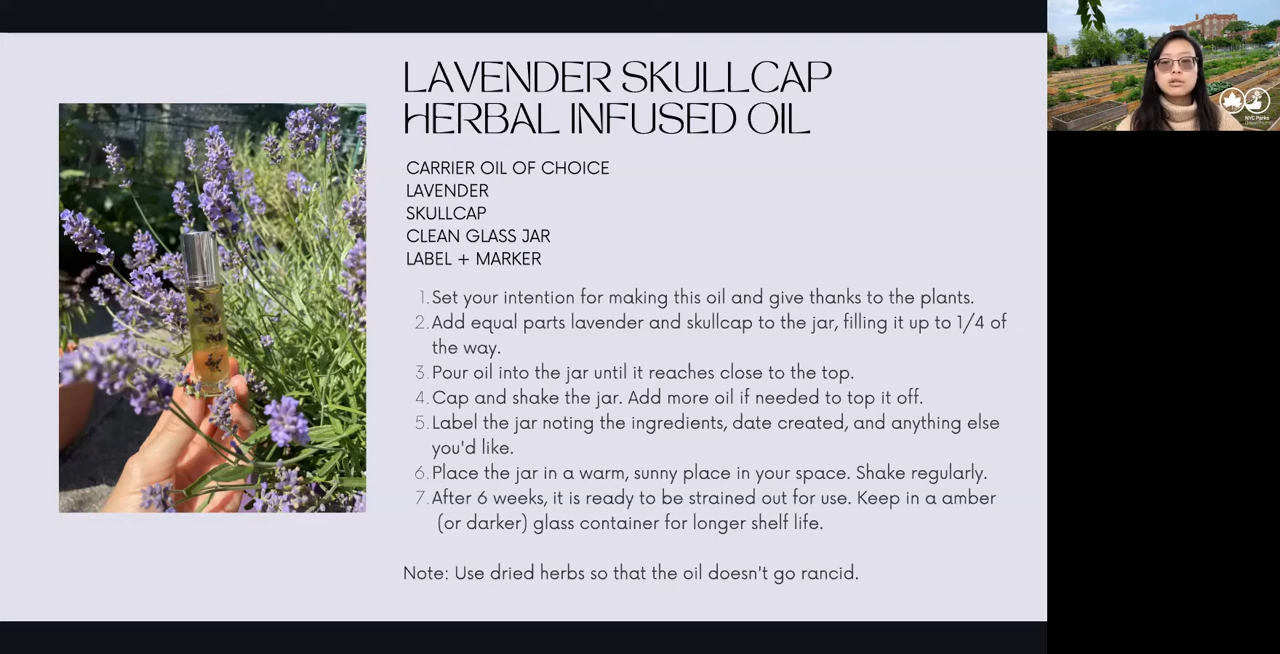 LAVENDER SKULLCAP
HERBAL INFUSED OIL
CARRIER OIL OF CHOICE
LAVENDER
SKULLCAP
CLEAN GLASS JAR
LABEL + MARKER
1. Set your intention for making this oil and give thanks to the plants.
2. Add equal parts lavender and skullcap to the jar, filling it up to 1/4 of
the way.
3. Pour oil into the jar until it reaches close to the top.
4. Cap and shake the jar. Add more oil if needed to top it off.
5. Label the jar noting the ingredients, date created, and anything else
you'd like.
6. Place the jar in a warm, sunny place in your space. Shake regularly.
7. After 6 weeks, it is ready to be strained out for use. Keep in a amber
(or darker) glass container for longer shelf life.
Note: Use dried herbs so that the oil doesn't go rancid.
NYC Parks